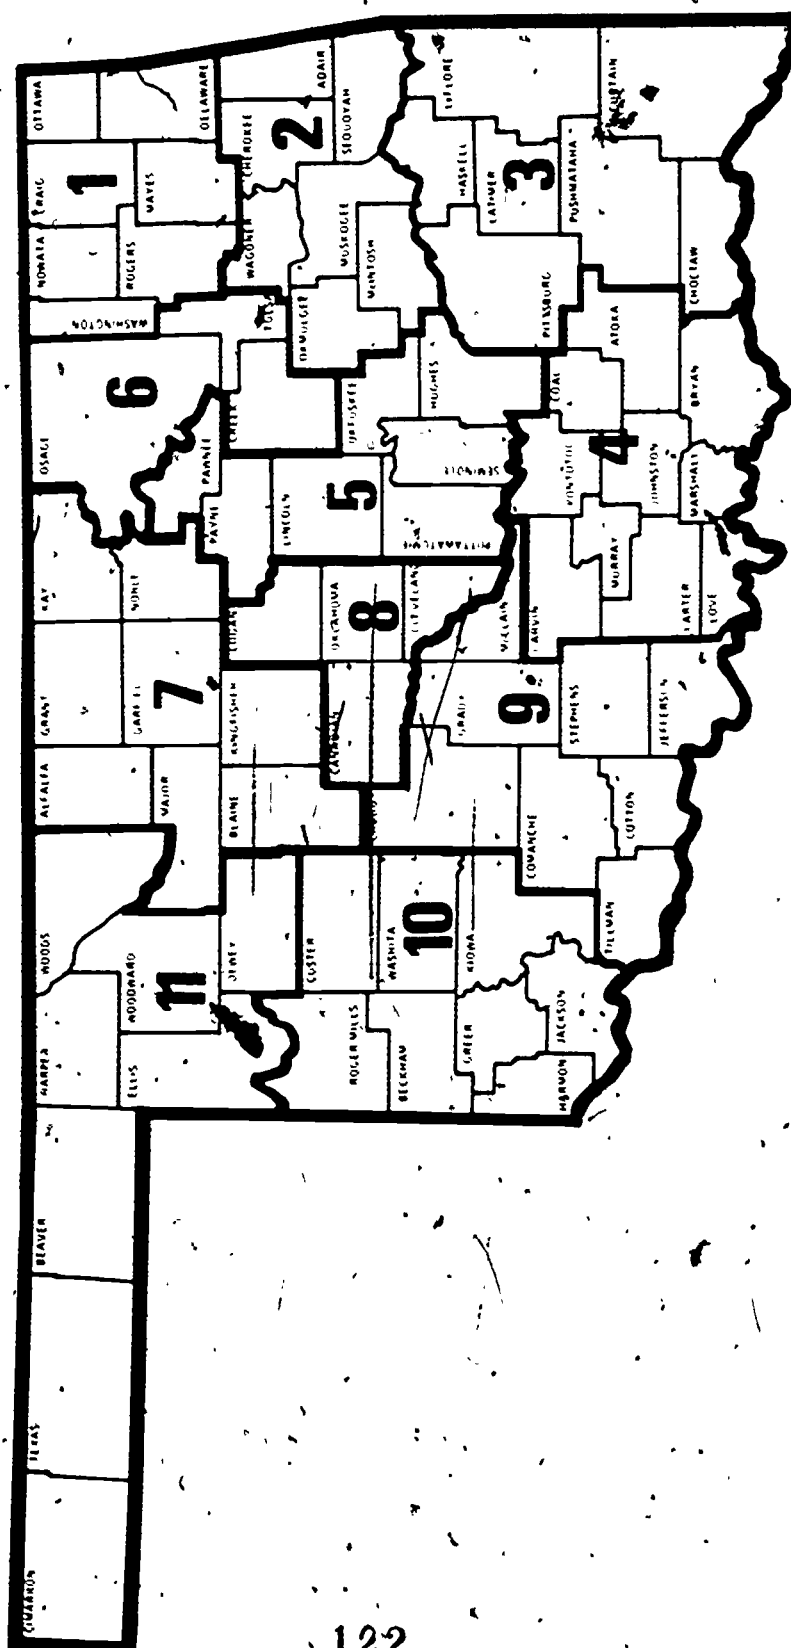 CIMARRON
TEXAS
BEAVER
HARPER
WOODS
ALFALFA
GRANT
KAY
OSAGE
WASHINGTON
NOWATA
CRAIG
OTTAWA
ELLIS
WOODWARD
11
MAJOR
GARFIELD
7
NOBLE
PAWNEE
6
ROGERS
MAYES
1
DELAWARE
DEWEY
BLAINE
KINGFISHER
LOGAN
PAYNE
CREEK
TULSA
WAGONER
CHEROKEE
ADAIR
2
ROGER MILLS
CUSTER
CANADIAN
OKLAHOMA
LINCOLN
OKFUSKEE
OKMULGEE
MUSKOGEE
SEQUOYAH
BECKHAM
WASHITA
10
CADDO
8
CLEVELAND
5
POTTAWATOMIE
SEMINOLE
HUGHES
McINTOSH
HASKELL
LEFLORE
GREER
KIOWA
GRADY
9
McCLAIN
GARVIN
PONTOTOC
4
COAL
PITTSBURG
LATIMER
3
HARMON
JACKSON
TILLMAN
COMANCHE
COTTON
STEPHENS
JEFFERSON
MURRAY
CARTER
LOVE
JOHNSTON
MARSHALL
ATOKA
BRYAN
PUSHMATAHA
CHOCTAW
McCURTAIN
122